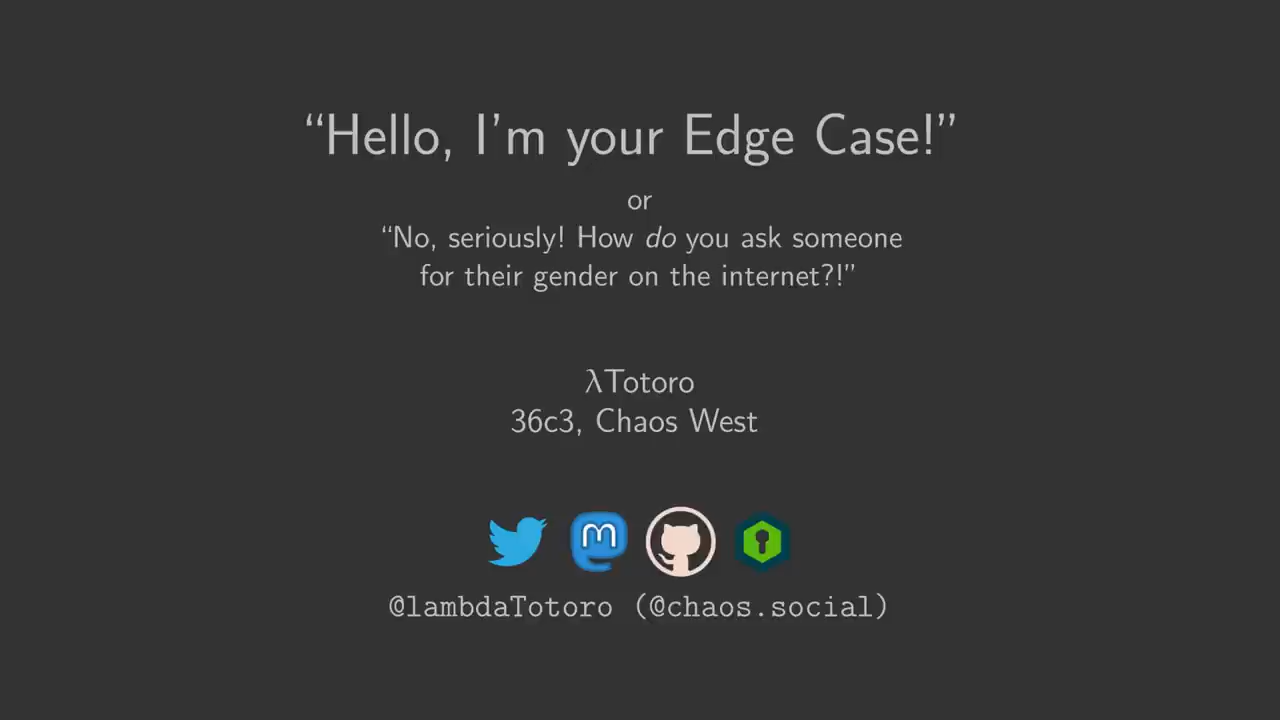 “Hello, I’m your Edge Case!”
or
“No, seriously! How do you ask someone
for their gender on the internet?!”
λTotoro
36c3, Chaos West
@lambdaTotoro (@chaos.social)